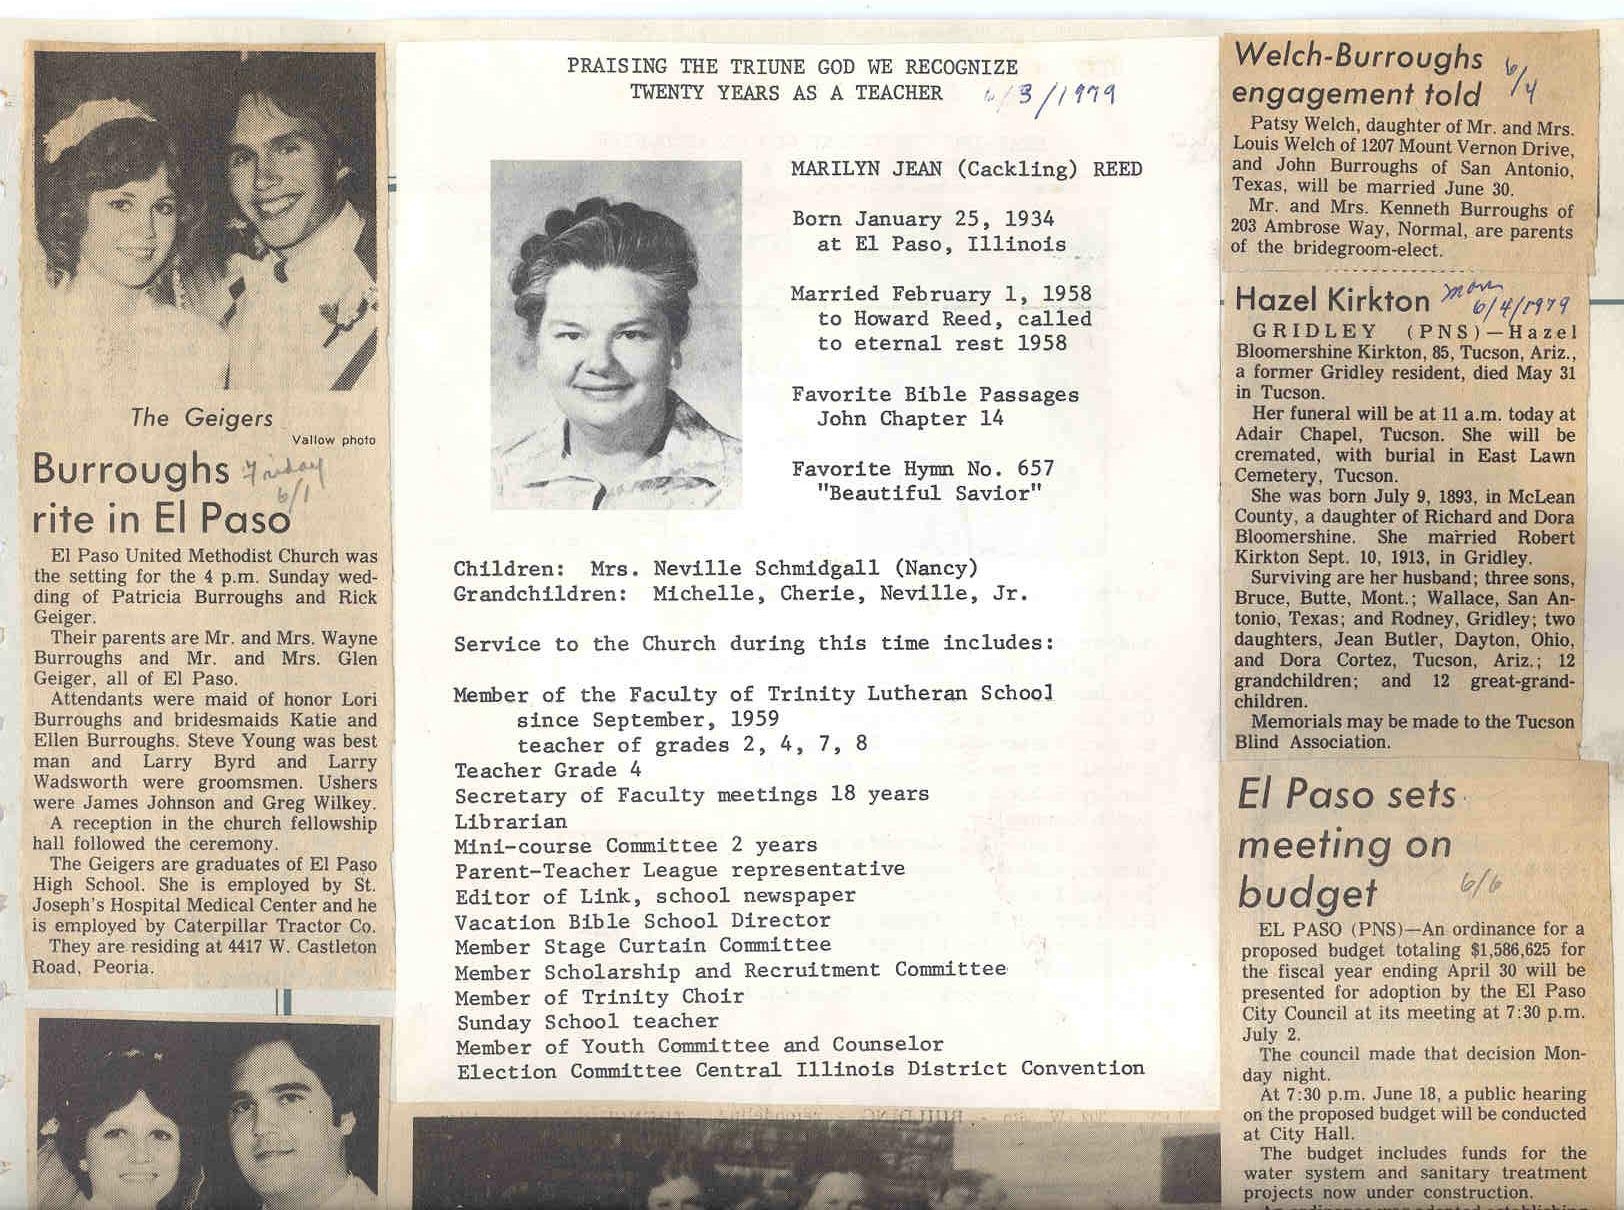 The Geigers
Vallow photo
Burroughs Friday
6/1
rite in El Paso
El Paso United Methodist Church was
the setting for the 4 p.m. Sunday wed-
ding of Patricia Burroughs and Rick
Geiger.
Their parents are Mr. and Mrs. Wayne
Burroughs and Mr. and Mrs. Glen
Geiger, all of El Paso.
Attendants were maid of honor Lori
Burroughs and bridesmaids Katie and
Ellen Burroughs. Steve Young was best
man and Larry Byrd and Larry
Wadsworth were groomsmen. Ushers
were James Johnson and Greg Wilkey.
A reception in the church fellowship
hall followed the ceremony.
The Geigers are graduates of El Paso
High School. She is employed by St.
Joseph's Hospital Medical Center and he
is employed by Caterpillar Tractor Co.
They are residing at 4417 W. Castleton
Road, Peoria.
PRAISING THE TRIUNE GOD WE RECOGNIZE
TWENTY YEARS AS A TEACHER 6/3/1979
MARILYN JEAN (Cackling) REED
Born January 25, 1934
at El Paso, Illinois
Married February 1, 1958
to Howard Reed, called
to eternal rest 1958
Favorite Bible Passages
John Chapter 14
Favorite Hymn No. 657
"Beautiful Savior"
Children: Mrs. Neville Schmidgall (Nancy)
Grandchildren: Michelle, Cherie, Neville, Jr.
Service to the Church during this time includes:
Member of the Faculty of Trinity Lutheran School
since September, 1959
teacher of grades 2, 4, 7, 8
Teacher Grade 4
Secretary of Faculty meetings 18 years
Librarian
Mini-course Committee 2 years
Parent-Teacher League representative
Editor of Link, school newspaper
Vacation Bible School Director
Member Stage Curtain Committee
Member Scholarship and Recruitment Committee
Member of Trinity Choir
Sunday School teacher
Member of Youth Committee and Counselor
Election Committee Central Illinois District Convention
Welch-Burroughs 6/4
engagement told
Patsy Welch, daughter of Mr. and Mrs.
Louis Welch of 1207 Mount Vernon Drive,
and John Burroughs of San Antonio,
Texas, will be married June 30.
Mr. and Mrs. Kenneth Burroughs of
203 Ambrose Way, Normal, are parents
of the bridegroom-elect.
Hazel Kirkton Mon
6/4/1979
GRIDLEY (PNS)—Hazel
Bloomershine Kirkton, 85, Tucson, Ariz.,
a former Gridley resident, died May 31
in Tucson.
Her funeral will be at 11 a.m. today at
Adair Chapel, Tucson. She will be
cremated, with burial in East Lawn
Cemetery, Tucson.
She was born July 9, 1893, in McLean
County, a daughter of Richard and Dora
Bloomershine. She married Robert
Kirkton Sept. 10, 1913, in Gridley.
Surviving are her husband; three sons,
Bruce, Butte, Mont.; Wallace, San An-
tonio, Texas; and Rodney, Gridley; two
daughters, Jean Butler, Dayton, Ohio,
and Dora Cortez, Tucson, Ariz.; 12
grandchildren; and 12 great-grand-
children.
Memorials may be made to the Tucson
Blind Association.
El Paso sets
meeting on
budget 6/6
EL PASO (PNS)—An ordinance for a
proposed budget totaling $1,586,625 for
the fiscal year ending April 30 will be
presented for adoption by the El Paso
City Council at its meeting at 7:30 p.m.
July 2.
The council made that decision Mon-
day night.
At 7:30 p.m. June 18, a public hearing
on the proposed budget will be conducted
at City Hall.
The budget includes funds for the
water system and sanitary treatment
projects now under construction.